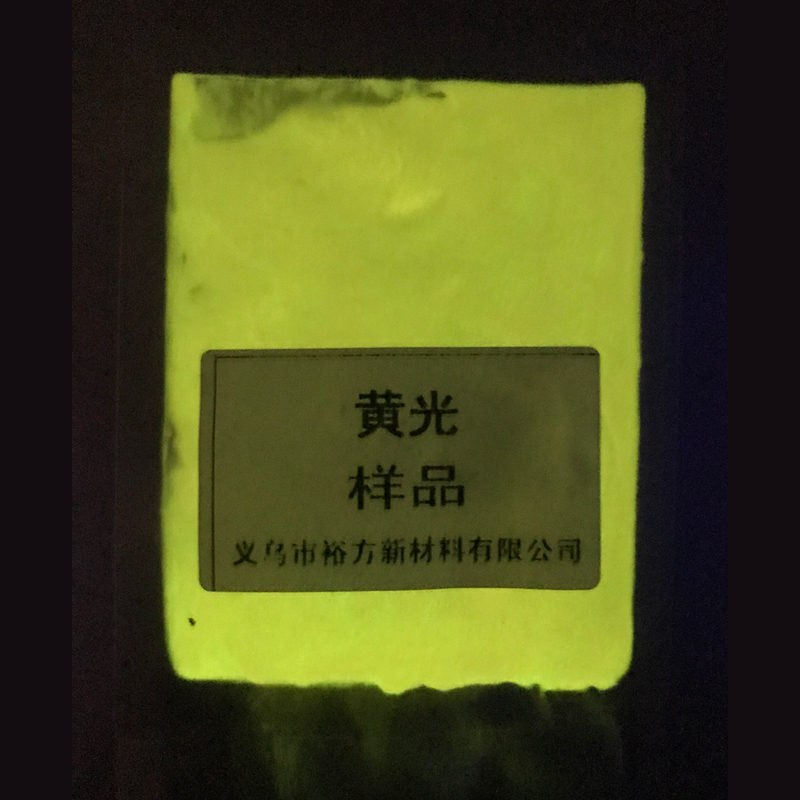 黄光
样品
义乌市裕方新材料有限公司